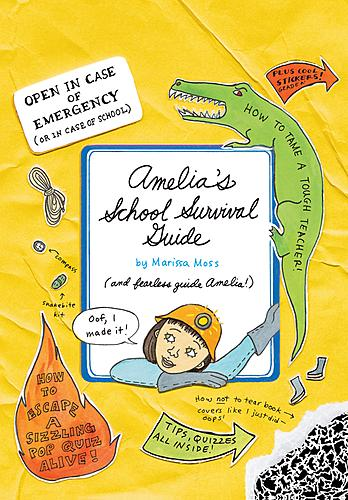 OPEN IN CASE
OF
EMERGENCY
(OR IN CASE OF SCHOOL)
PLUS COOL
STICKERS!
HOW TO TAME A TOUGH TEACHER!
Amelia's
School Survival
Guide
by Marissa Moss
(and fearless guide Amelia!)
compass
snakebite
kit
Oof, I
made it!
HOW
TO
ESCAPE
A
SIZZLING
POP QUIZ
ALIVE!
How not to tear book
covers like I just did—
oops!
TIPS, QUIZZES
ALL INSIDE!